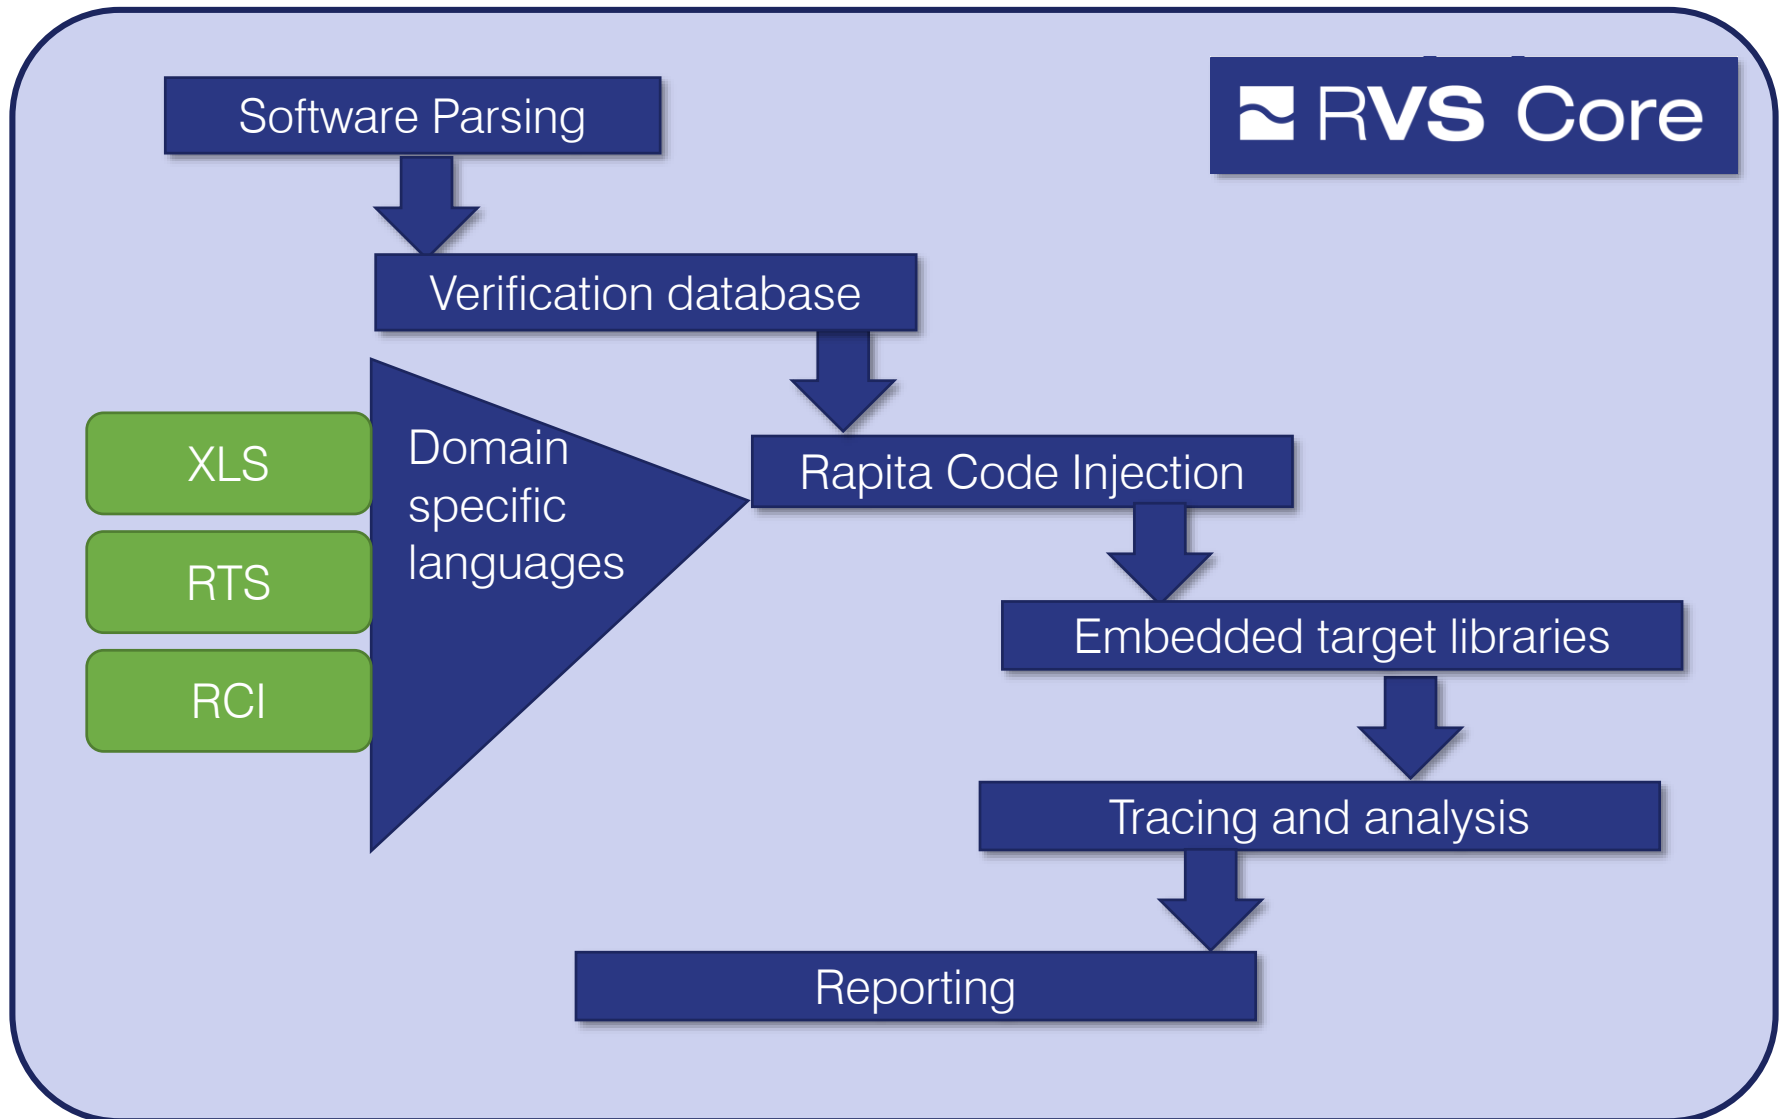 Software Parsing
RVS Core
Verification database
XLS
RTS
RCI
Domain
specific
languages
Rapita Code Injection
Embedded target libraries
Tracing and analysis
Reporting